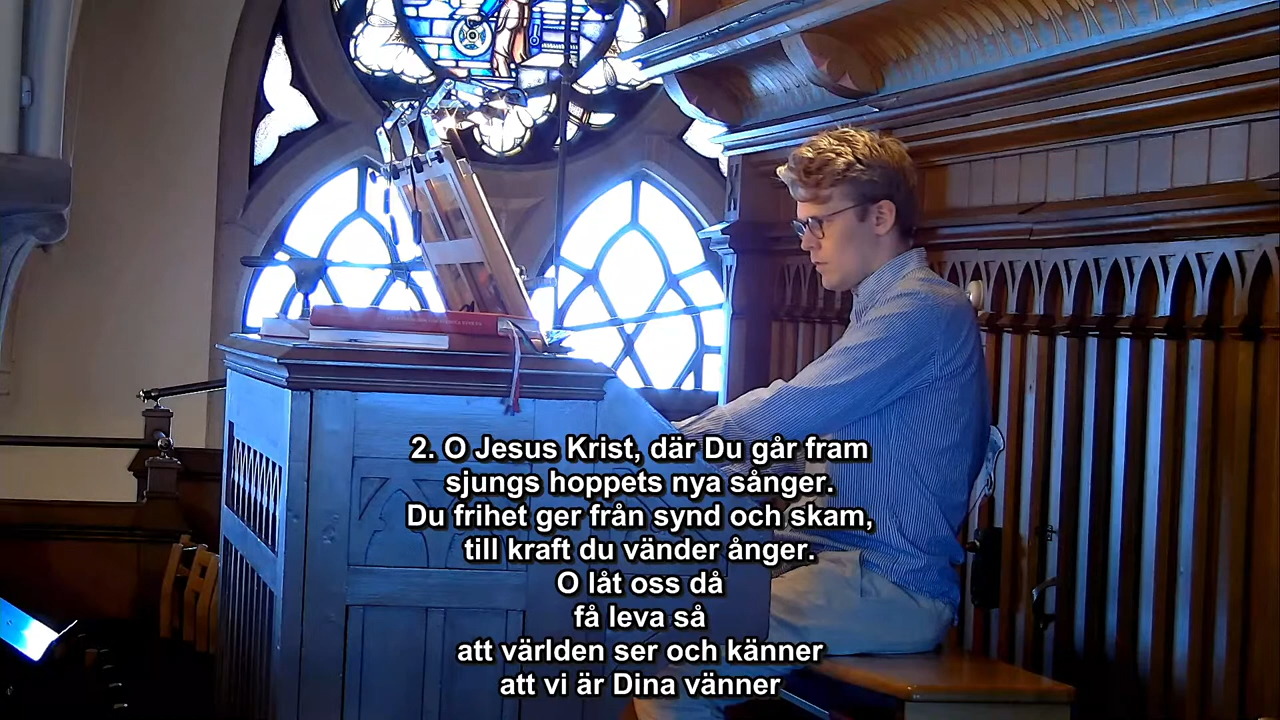 2. O Jesus Krist, där Du går fram
sjungs hoppets nya sånger.
Du frihet ger från synd och skam,
till kraft du vänder ånger.
O låt oss då
få leva så
att världen ser och känner
att vi är Dina vänner